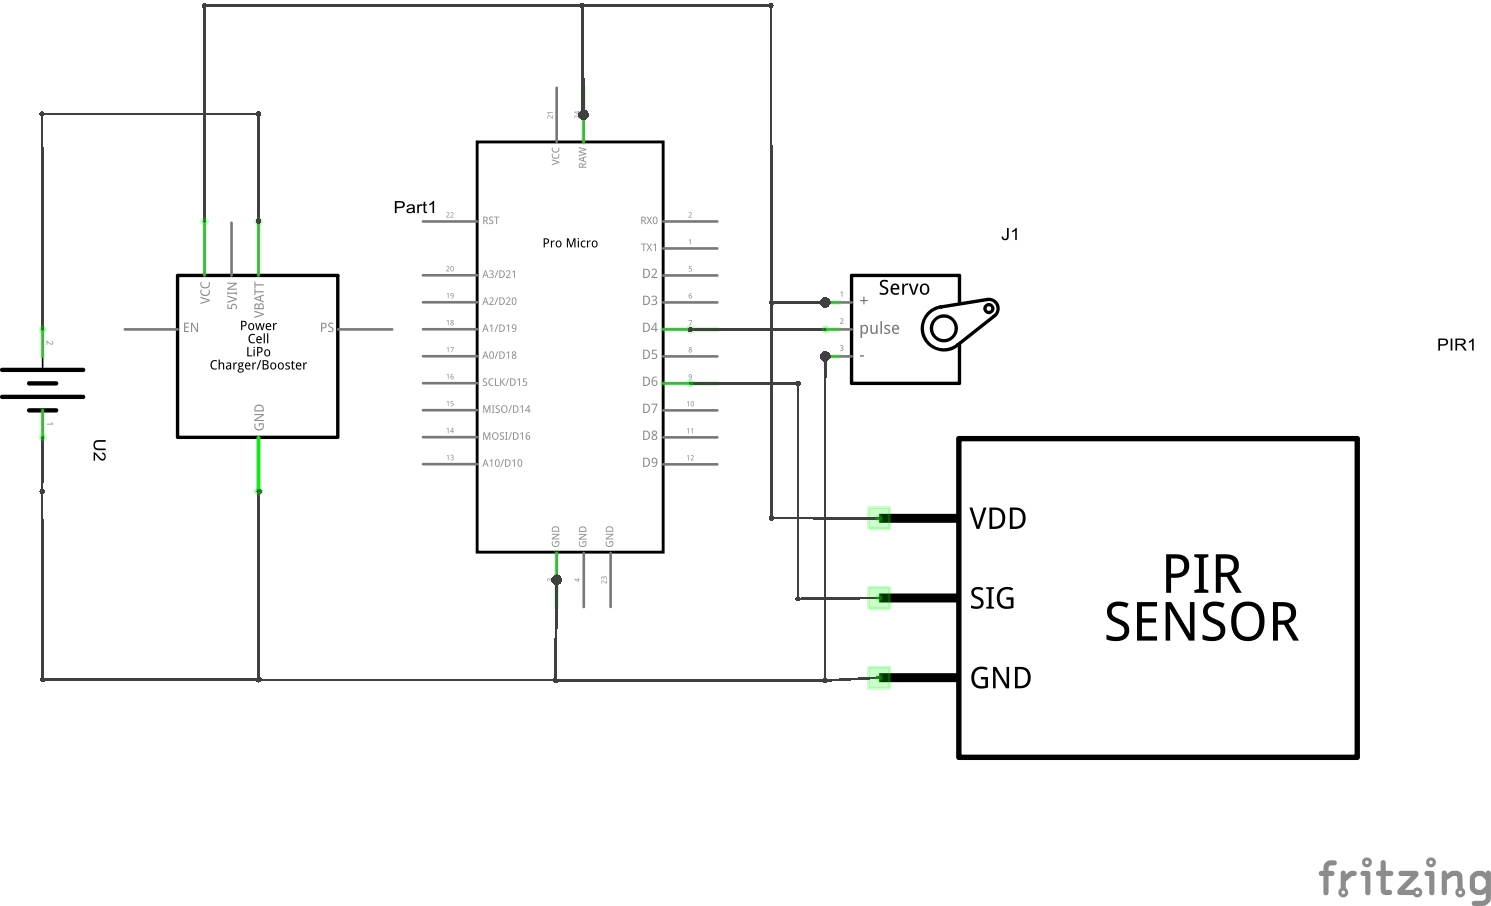 VCC
5VIN
VBATT
EN
PS
Power
Cell
LiPo
Charger/Booster
GND
2
1
U2
Part1
21
VCC
RAW
Pro Micro
22
RST
20
A3/D21
19
A2/D20
18
A1/D19
17
A0/D18
16
SCLK/D15
15
MISO/D14
14
MOSI/D16
13
A10/D10
RX0
2
TX1
1
D2
5
D3
6
D4
7
D5
8
D6
9
D7
10
D8
11
D9
12
GND
GND
GND
4
23
J1
Servo
1
+
2
pulse
3
-
PIR1
VDD
SIG
GND
PIR
SENSOR
fritzing